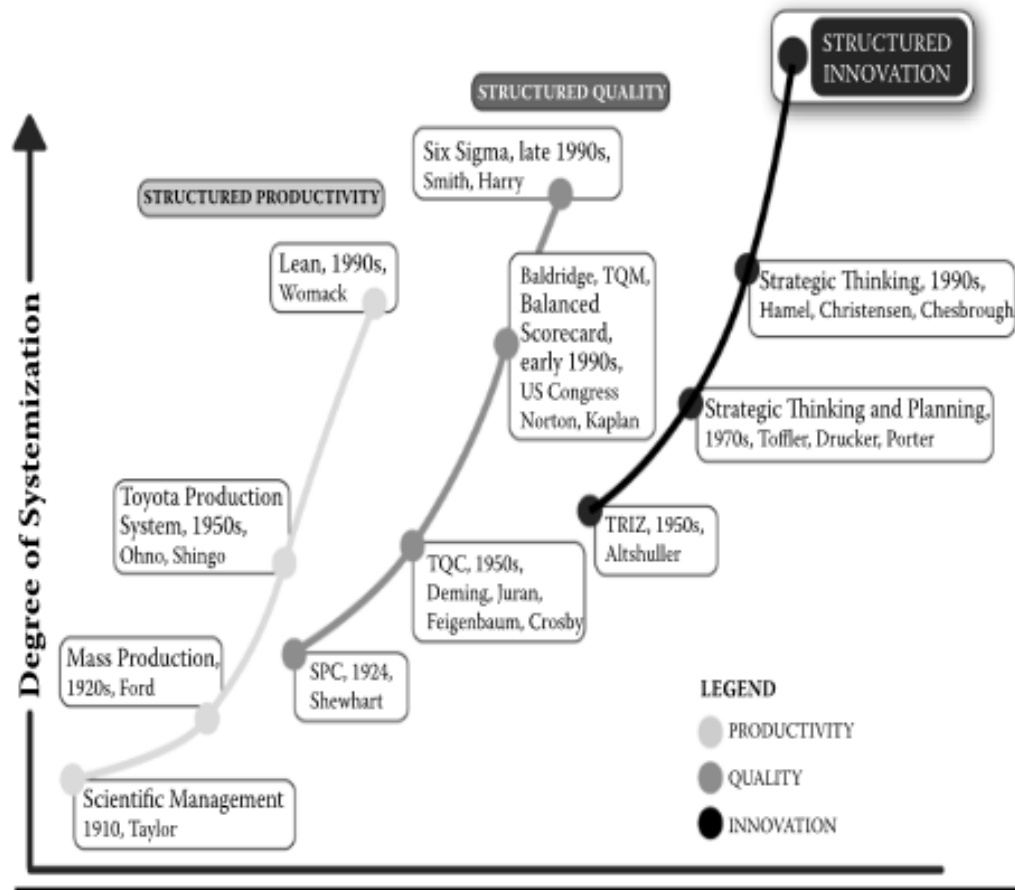 STRUCTURED
INNOVATION
STRUCTURED QUALITY
Six Sigma, late 1990s,
Smith, Harry
STRUCTURED PRODUCTIVITY
Lean, 1990s,
Womack
Baldridge, TQM,
Balanced
Scorecard,
early 1990s,
US Congress
Norton, Kaplan
Strategic Thinking, 1990s,
Hamel, Christensen, Chesbrough
Strategic Thinking and Planning,
1970s, Toffler, Drucker, Porter
Toyota Production
System, 1950s,
Ohno, Shingo
TRIZ, 1950s,
Altshuller
TQC, 1950s,
Deming, Juran,
Feigenbaum, Crosby
Mass Production,
1920s, Ford
SPC, 1924,
Shewhart
Scientific Management
1910, Taylor
Degree of Systemization
LEGEND
PRODUCTIVITY
QUALITY
INNOVATION